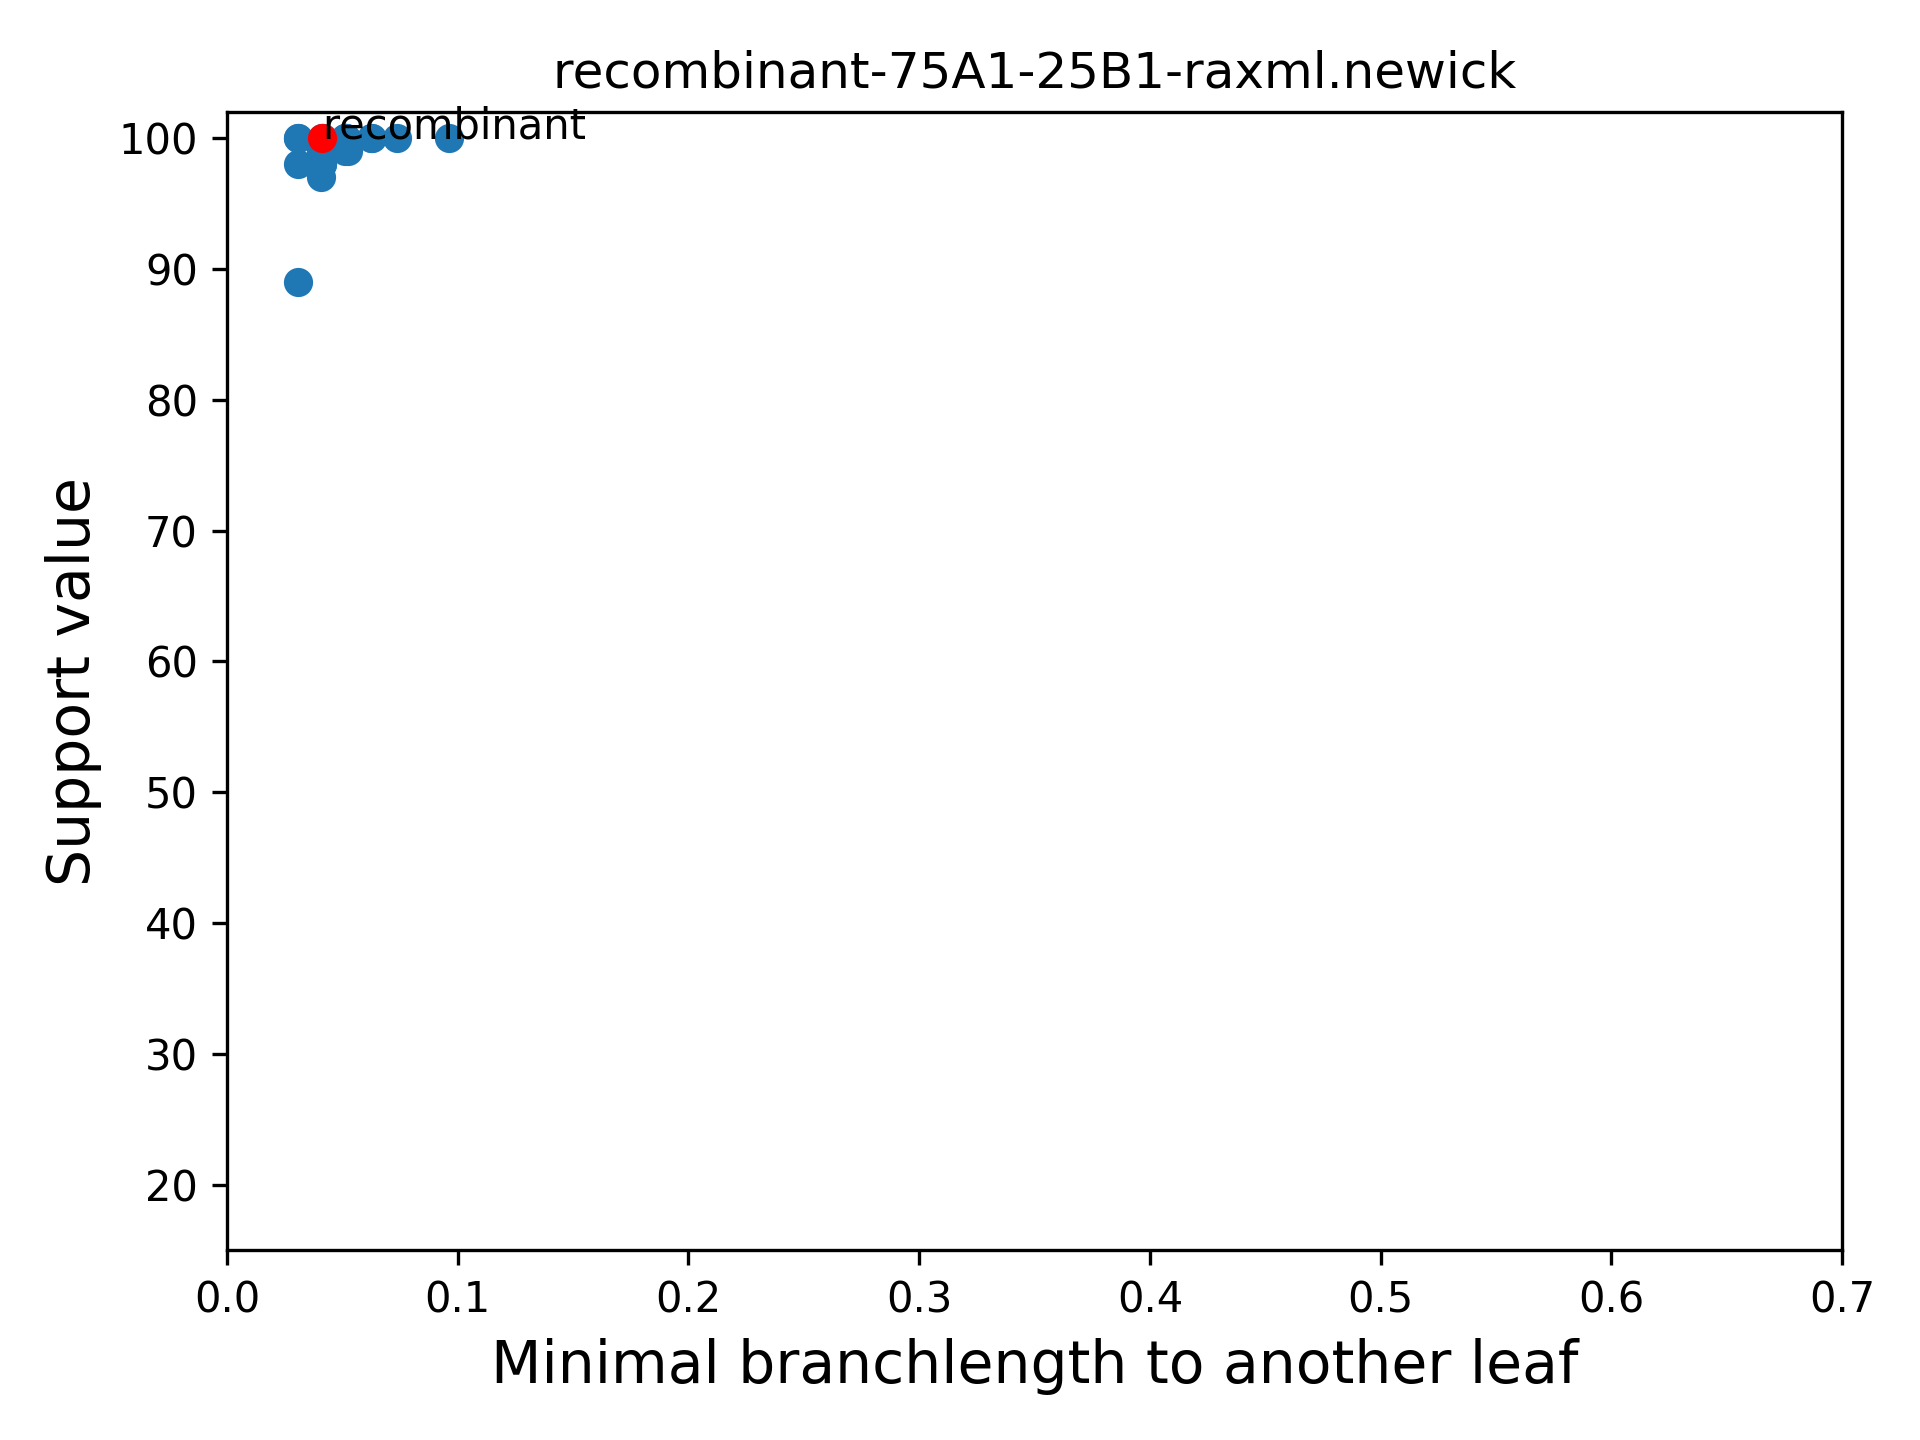 recombinant-75A1-25B1-raxml.newick
recombinant
100
90
80
70
60
50
40
30
20
Support value
0.0 0.1 0.2 0.3 0.4 0.5 0.6 0.7
Minimal branchlength to another leaf